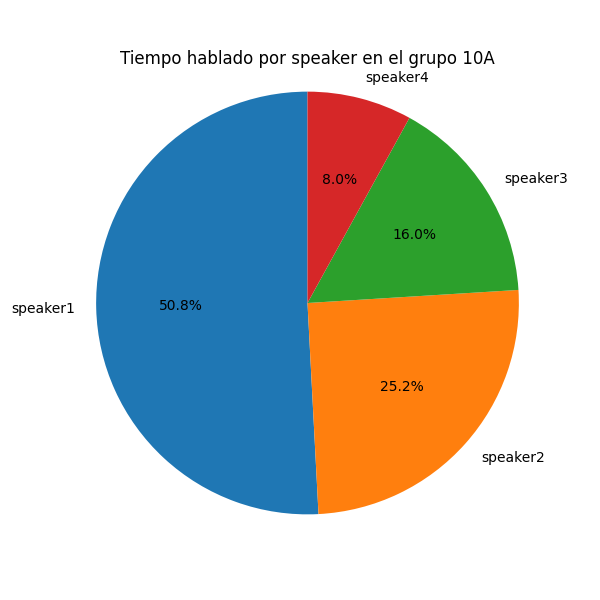 Tiempo hablado por speaker en el grupo 10A
speaker4
8.0%
speaker3
16.0%
50.8%
speaker1
25.2%
speaker2